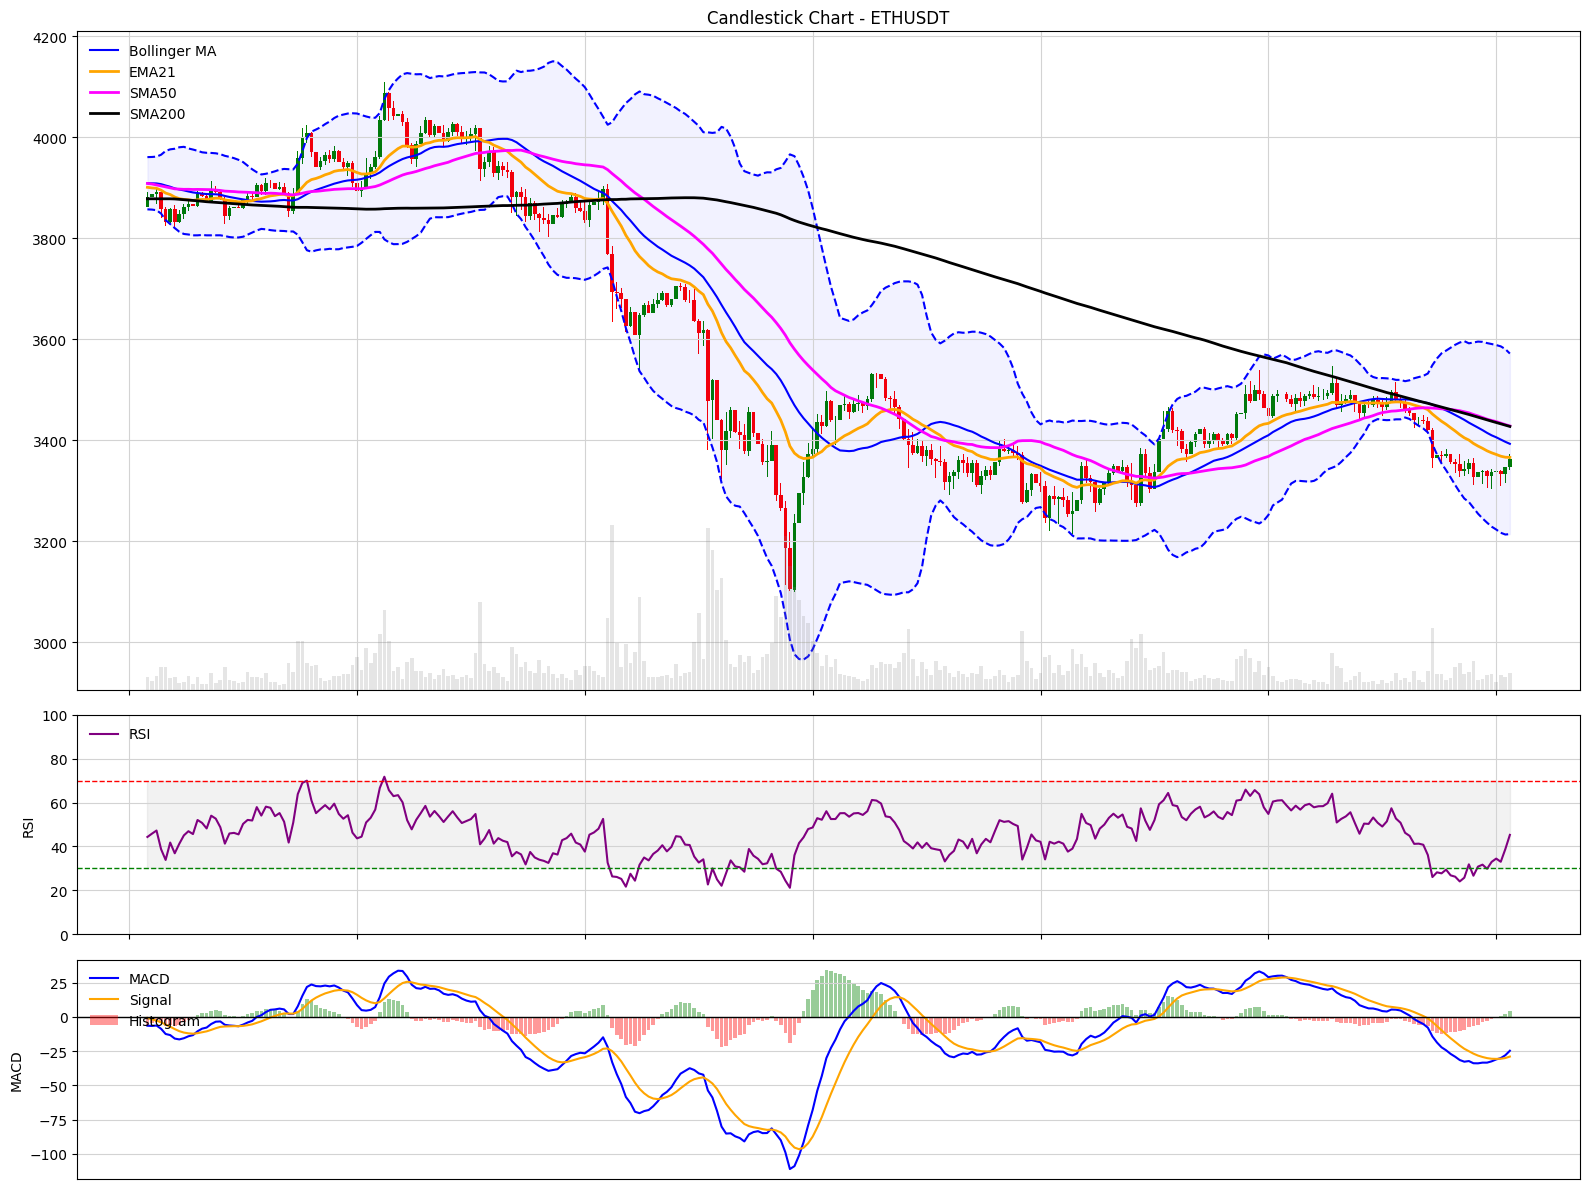 Candlestick Chart - ETHUSDT
4200
4000
3800
3600
3400
3200
3000
Bollinger MA
EMA21
SMA50
SMA200
100
80
60
40
20
0
RSI
RSI
25
0
−25
−50
−75
−100
MACD
MACD
Signal
Histogram